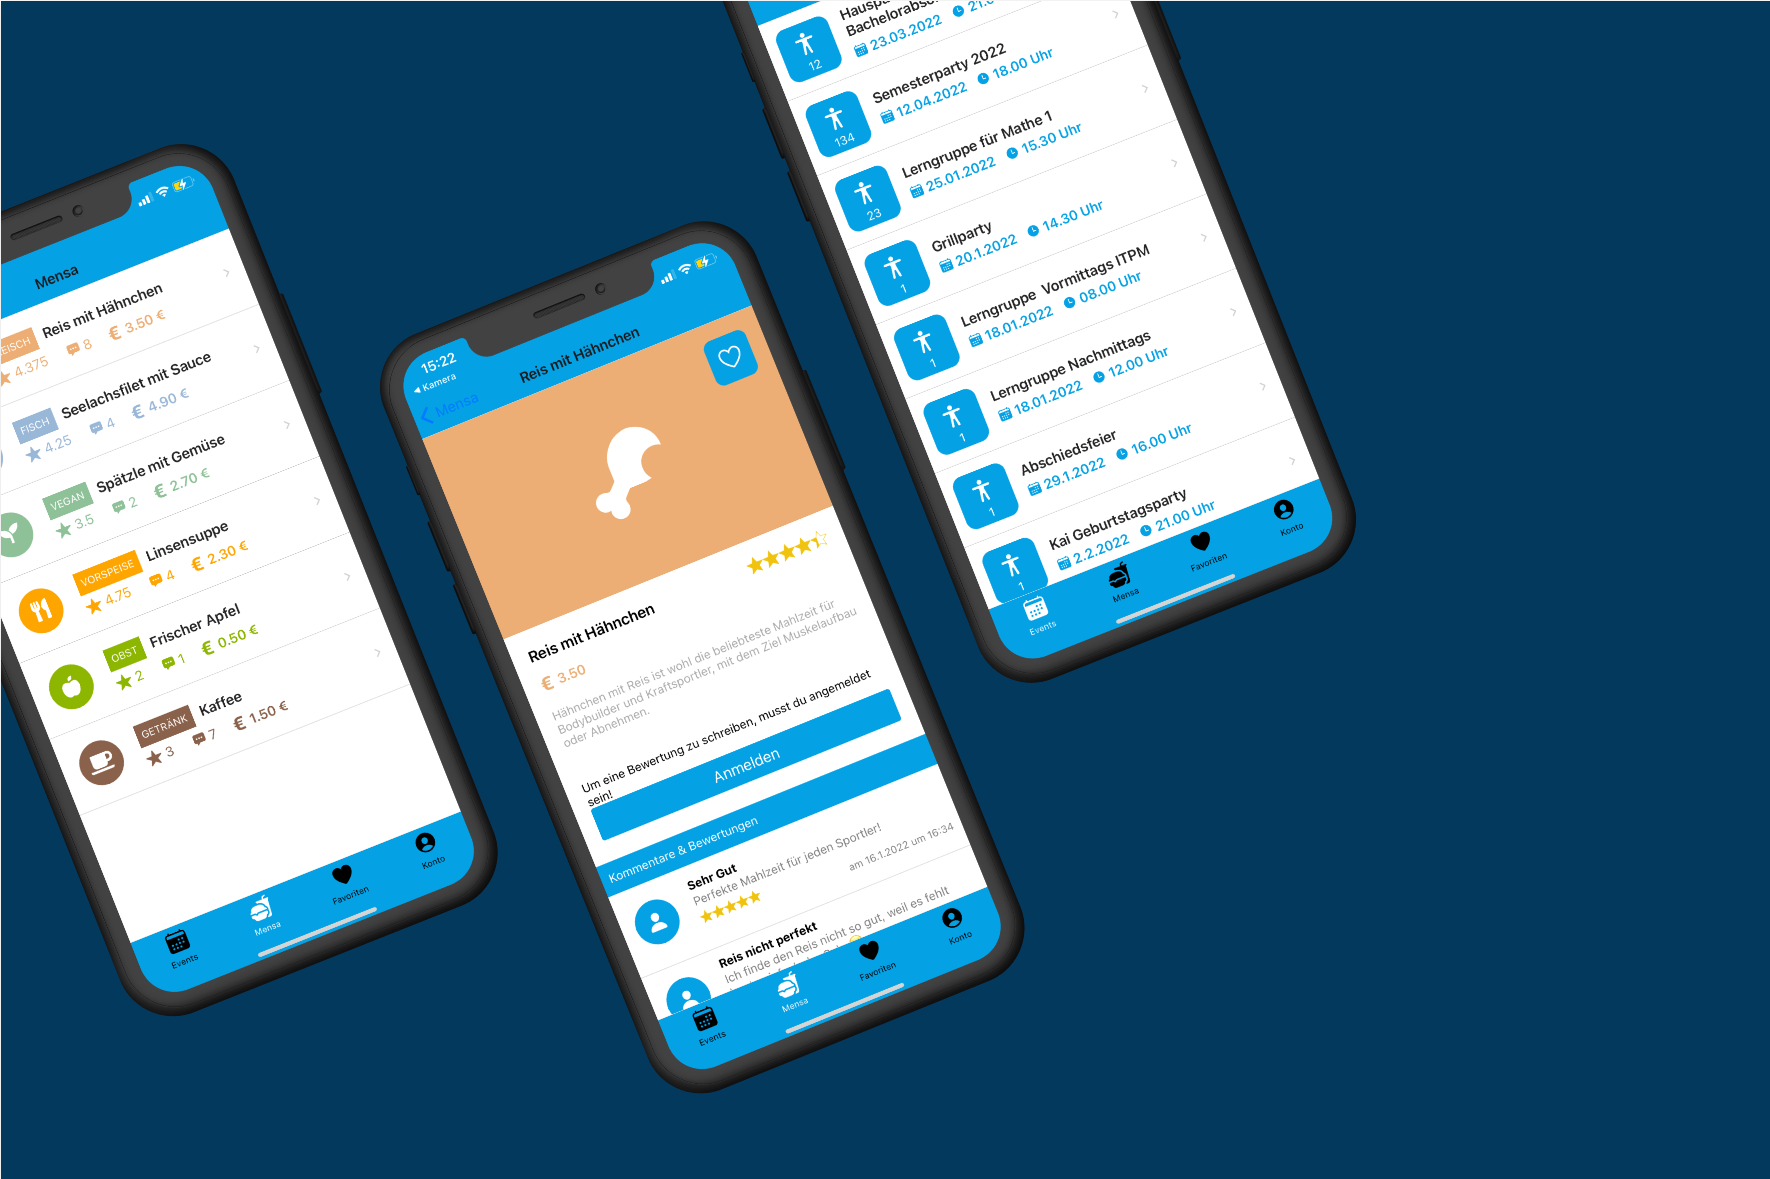 Mensa
Reis mit Hähnchen
4.375 8 € 3.50 €
FISCH Seelachsfilet mit Sauce
4.25 4 € 4.90 €
VEGAN Spätzle mit Gemüse
3.5 2 € 2.70 €
VORSPEISE Linsensuppe
4.75 4 € 2.30 €
OBST Frischer Apfel
2 1 € 0.50 €
GETRÄNK Kaffee
3 7 € 1.50 €
Events Mensa Favoriten Konto
15:22
◀ Kamera
Mensa Reis mit Hähnchen
Reis mit Hähnchen
€ 3.50
Hähnchen mit Reis ist wohl die beliebteste Mahlzeit für
Bodybuilder und Kraftsportler, mit dem Ziel Muskelaufbau
oder Abnehmen.
Um eine Bewertung zu schreiben, musst du angemeldet
sein!
Anmelden
Kommentare & Bewertungen
Sehr Gut
Perfekte Mahlzeit für jeden Sportler!
am 16.1.2022 um 16:34
Reis nicht perfekt
Ich finde den Reis nicht so gut, weil es fehlt
Events Mensa Favoriten Konto
12
23.03.2022
Semesterparty 2022
134
12.04.2022 18.00 Uhr
Lerngruppe für Mathe 1
23
25.01.2022 15.30 Uhr
Grillparty
1
20.1.2022 14.30 Uhr
Lerngruppe Vormittags ITPM
1
18.01.2022 08.00 Uhr
Lerngruppe Nachmittags
1
18.01.2022 12.00 Uhr
Abschiedsfeier
1
29.1.2022 16.00 Uhr
Kai Geburtstagsparty
1
2.2.2022 21.00 Uhr
Events Mensa Favoriten Konto